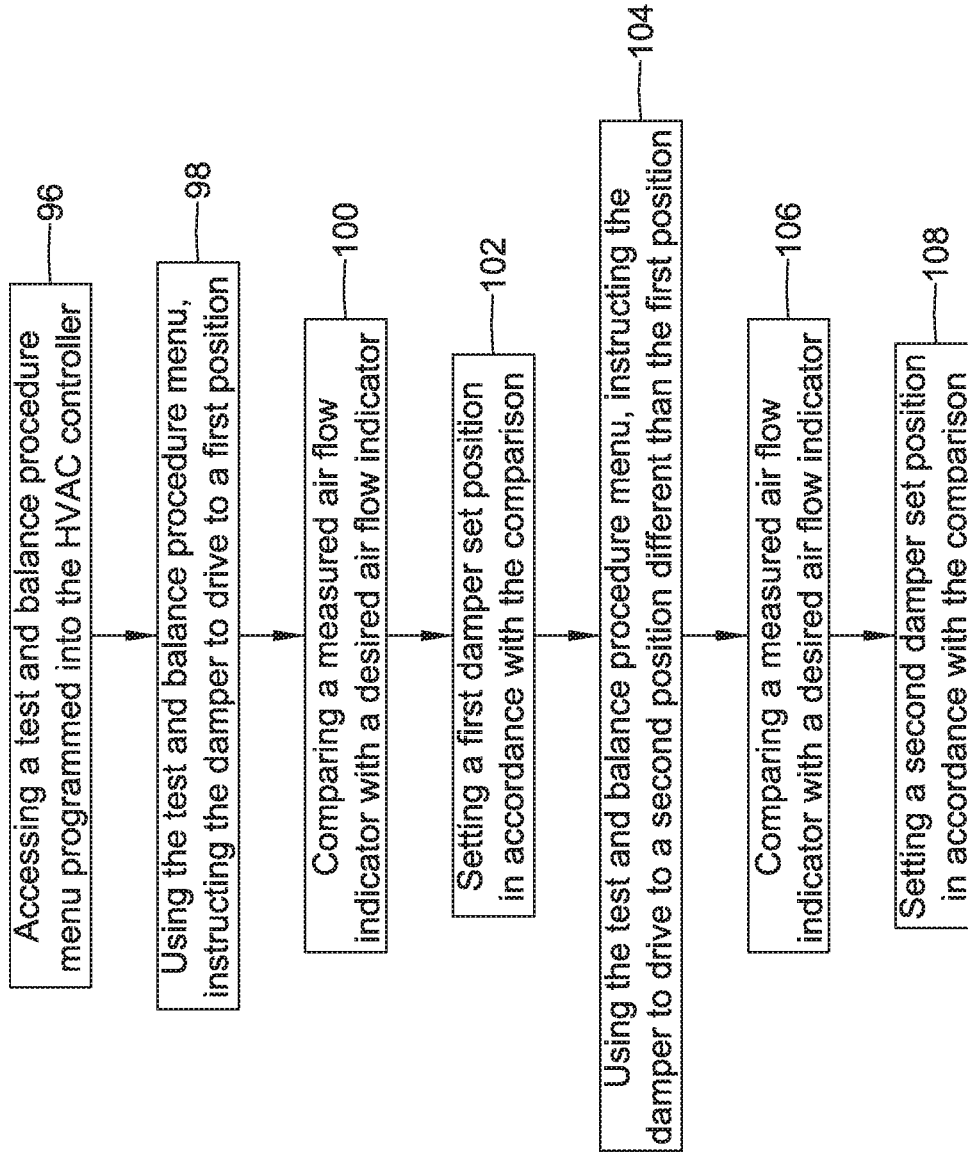 Accessing a test and balance procedure
menu programmed into the HVAC controller
96
Using the test and balance procedure menu,
instructing the damper to drive to a first position
98
Comparing a measured air flow
indicator with a desired air flow indicator
100
Setting a first damper set position
in accordance with the comparison
102
Using the test and balance procedure menu, instructing the
damper to drive to a second position different than the first position
104
Comparing a measured air flow
indicator with a desired air flow indicator
106
Setting a second damper set position
in accordance with the comparison
108